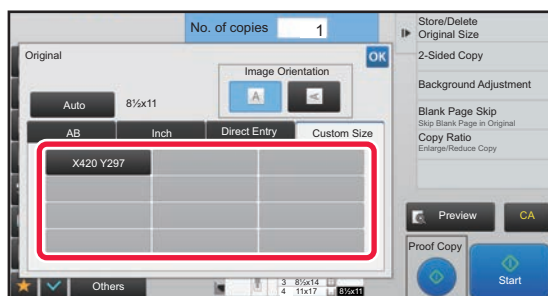 No. of copies 1
Original
OK
Image Orientation
A A
Auto 8½x11
AB Inch Direct Entry Custom Size
X420 Y297
Others
3 8½x14
4 11x17 8½x11
Store/Delete
Original Size
2-Sided Copy
Background Adjustment
Blank Page Skip
Skip Blank Page in Original
Copy Ratio
Enlarge/Reduce Copy
Preview CA
Proof Copy
Start